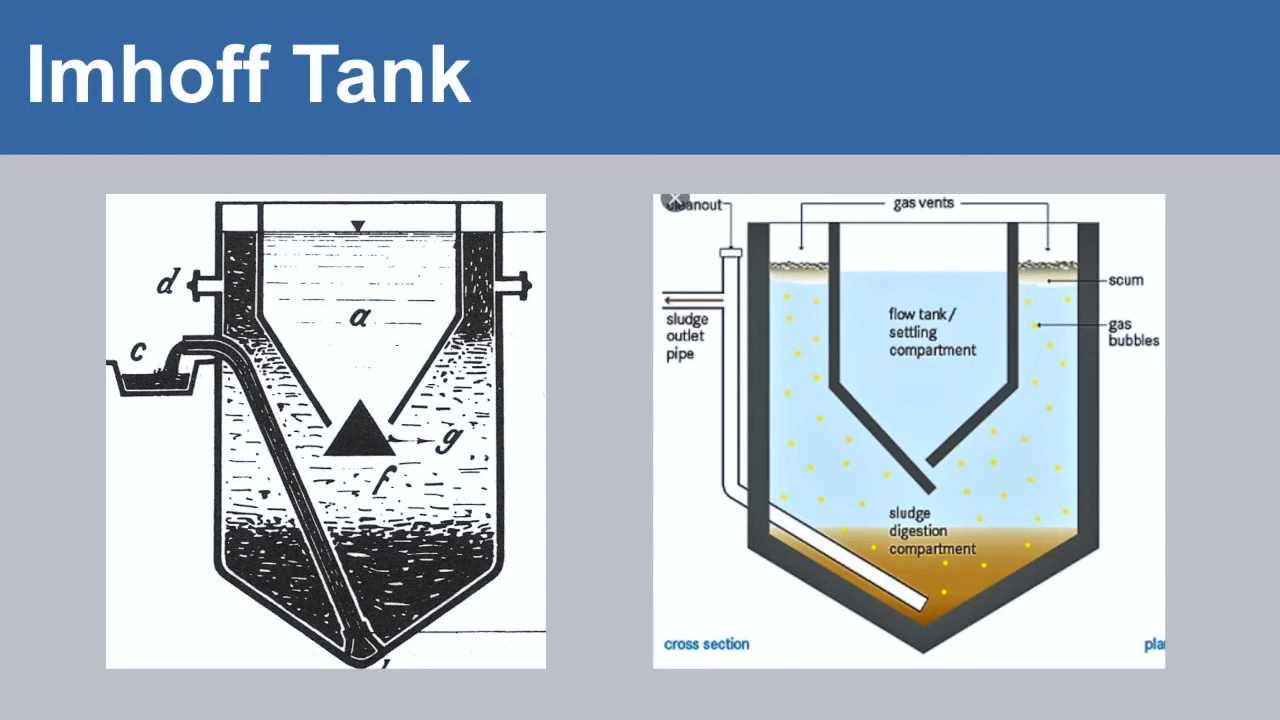 Imhoff Tank
d
a
c
g
f
cleanout
gas vents
scum
gas
bubbles
flow tank/
settling
compartment
sludge
outlet
pipe
sludge
digestion
compartment
cross section